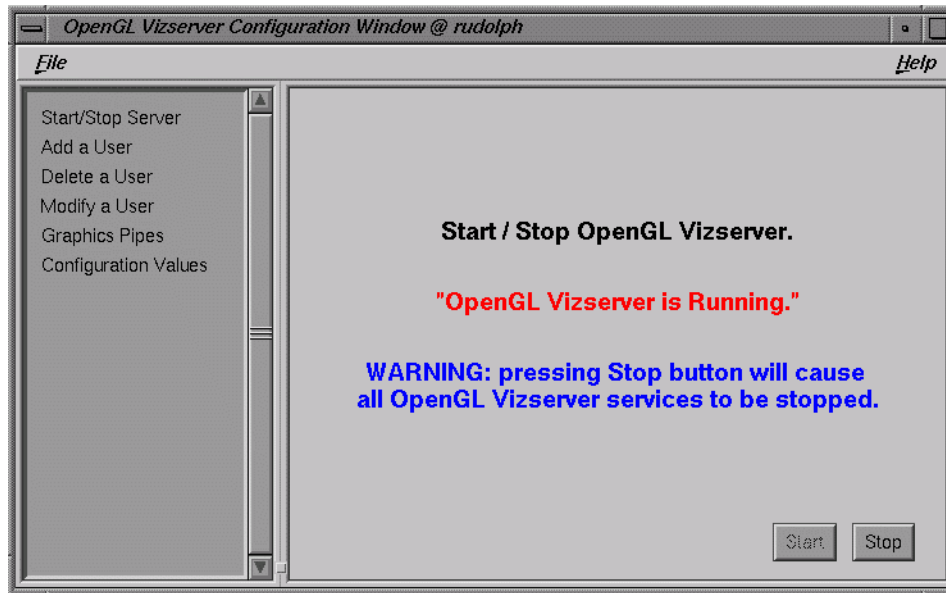 OpenGL Vizserver Configuration Window @ rudolph
File
Help
Start/Stop Server
Add a User
Delete a User
Modify a User
Graphics Pipes
Configuration Values
Start / Stop OpenGL Vizserver.
"OpenGL Vizserver is Running."
WARNING: pressing Stop button will cause
all OpenGL Vizserver services to be stopped.
Start
Stop